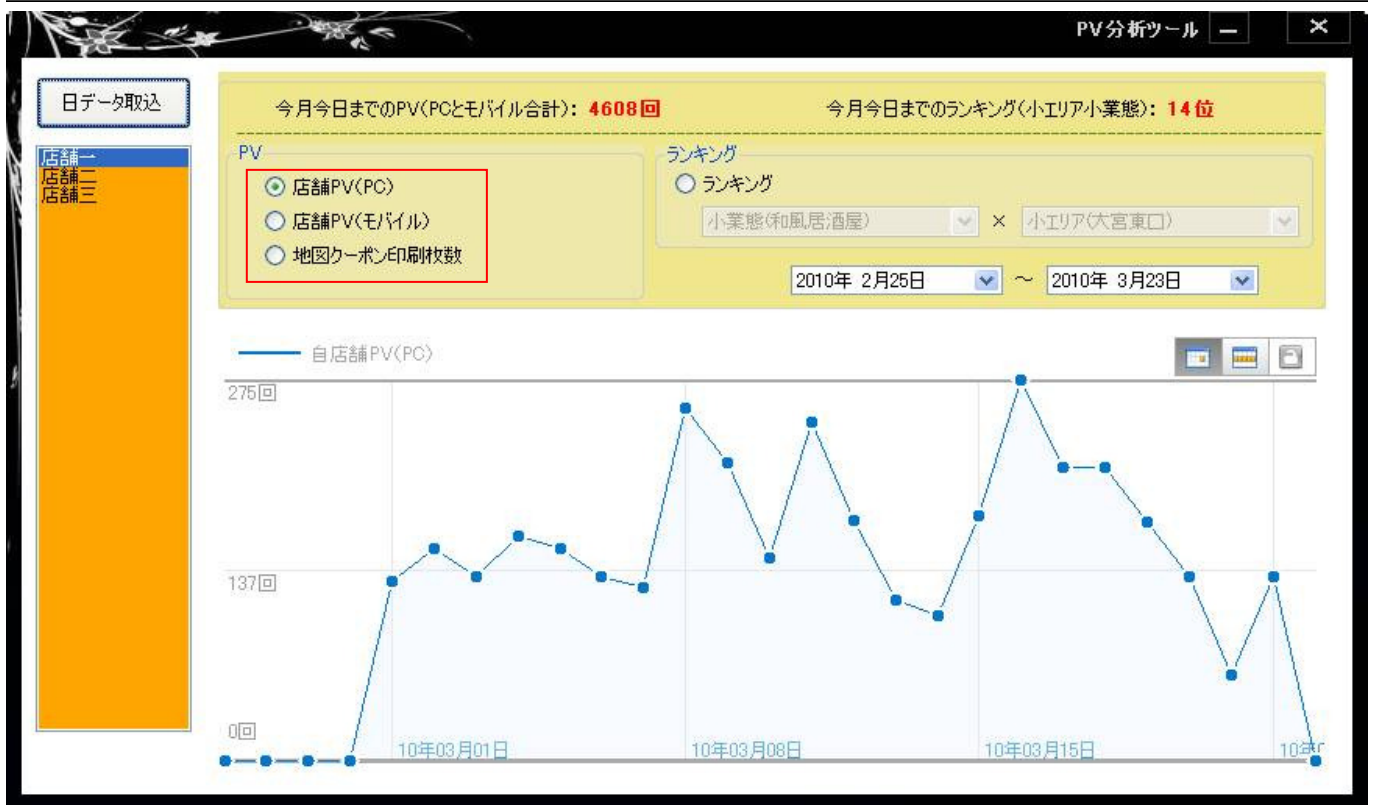 PV分析ツール
日データ取込
今月今日までのPV(PCとモバイル合計)：4608回
今月今日までのランキング(小エリア小業態)：14位
店舗一
店舗二
店舗三
PV
店舗PV(PC)
店舗PV(モバイル)
地図クーポン印刷枚数
ランキング
ランキング
小業態(和風居酒屋) × 小エリア(大宮東口)
2010年 2月25日 ～ 2010年 3月23日
自店舗PV(PC)
275回
137回
0回
10年03月01日
10年03月08日
10年03月15日